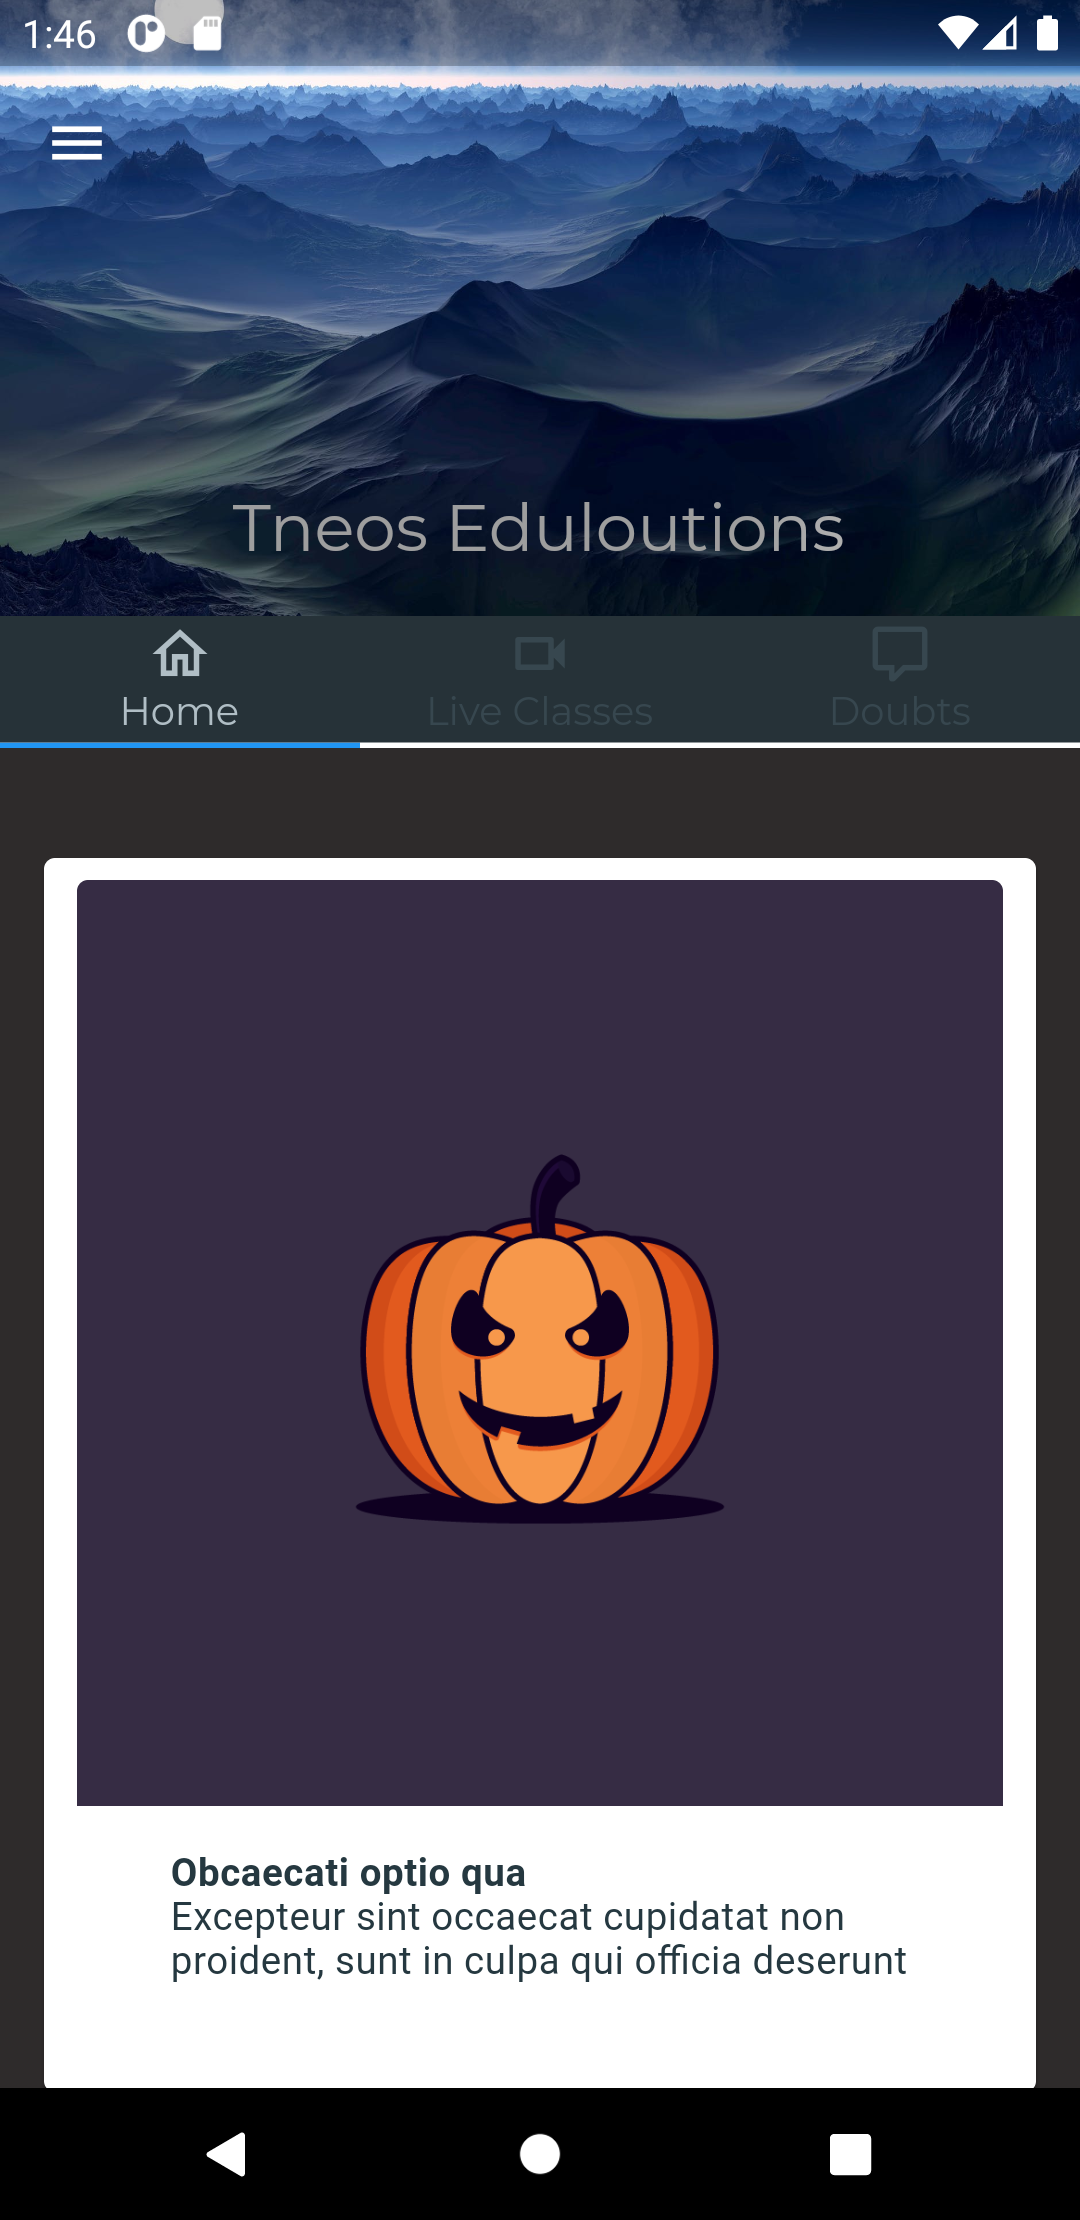 1:46
Tneos Eduloutions
Home
Live Classes
Doubts
Obcaecati optio qua
Excepteur sint occaecat cupidatat non
proident, sunt in culpa qui officia deserunt